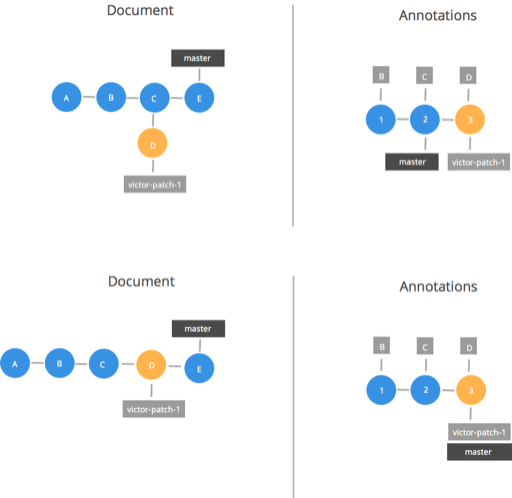 Document
Annotations
master
A
B
C
E
D
victor-patch-1
B
C
D
1
2
3
master
victor-patch-1
Document
Annotations
master
A
B
C
D
E
victor-patch-1
B
C
D
1
2
3
victor-patch-1
master